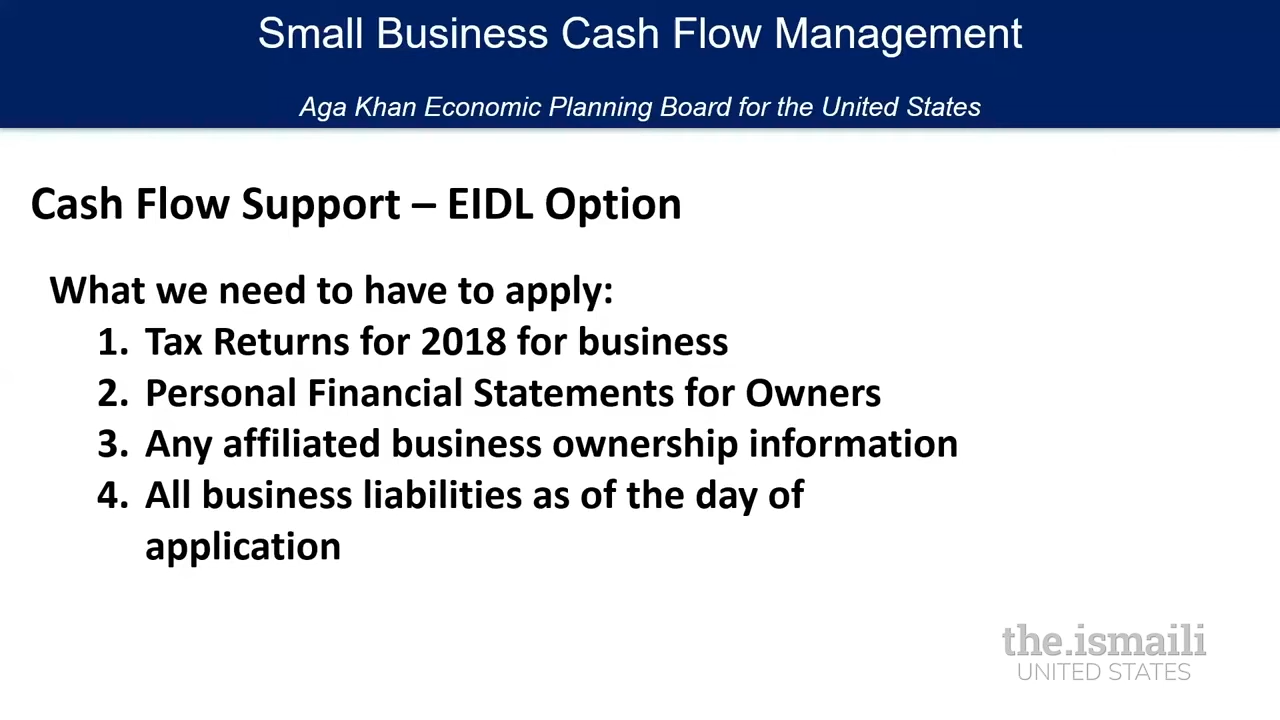 Small Business Cash Flow Management
Aga Khan Economic Planning Board for the United States
Cash Flow Support – EIDL Option
What we need to have to apply:
1. Tax Returns for 2018 for business
2. Personal Financial Statements for Owners
3. Any affiliated business ownership information
4. All business liabilities as of the day of
application
the.ismaili
UNITED STATES